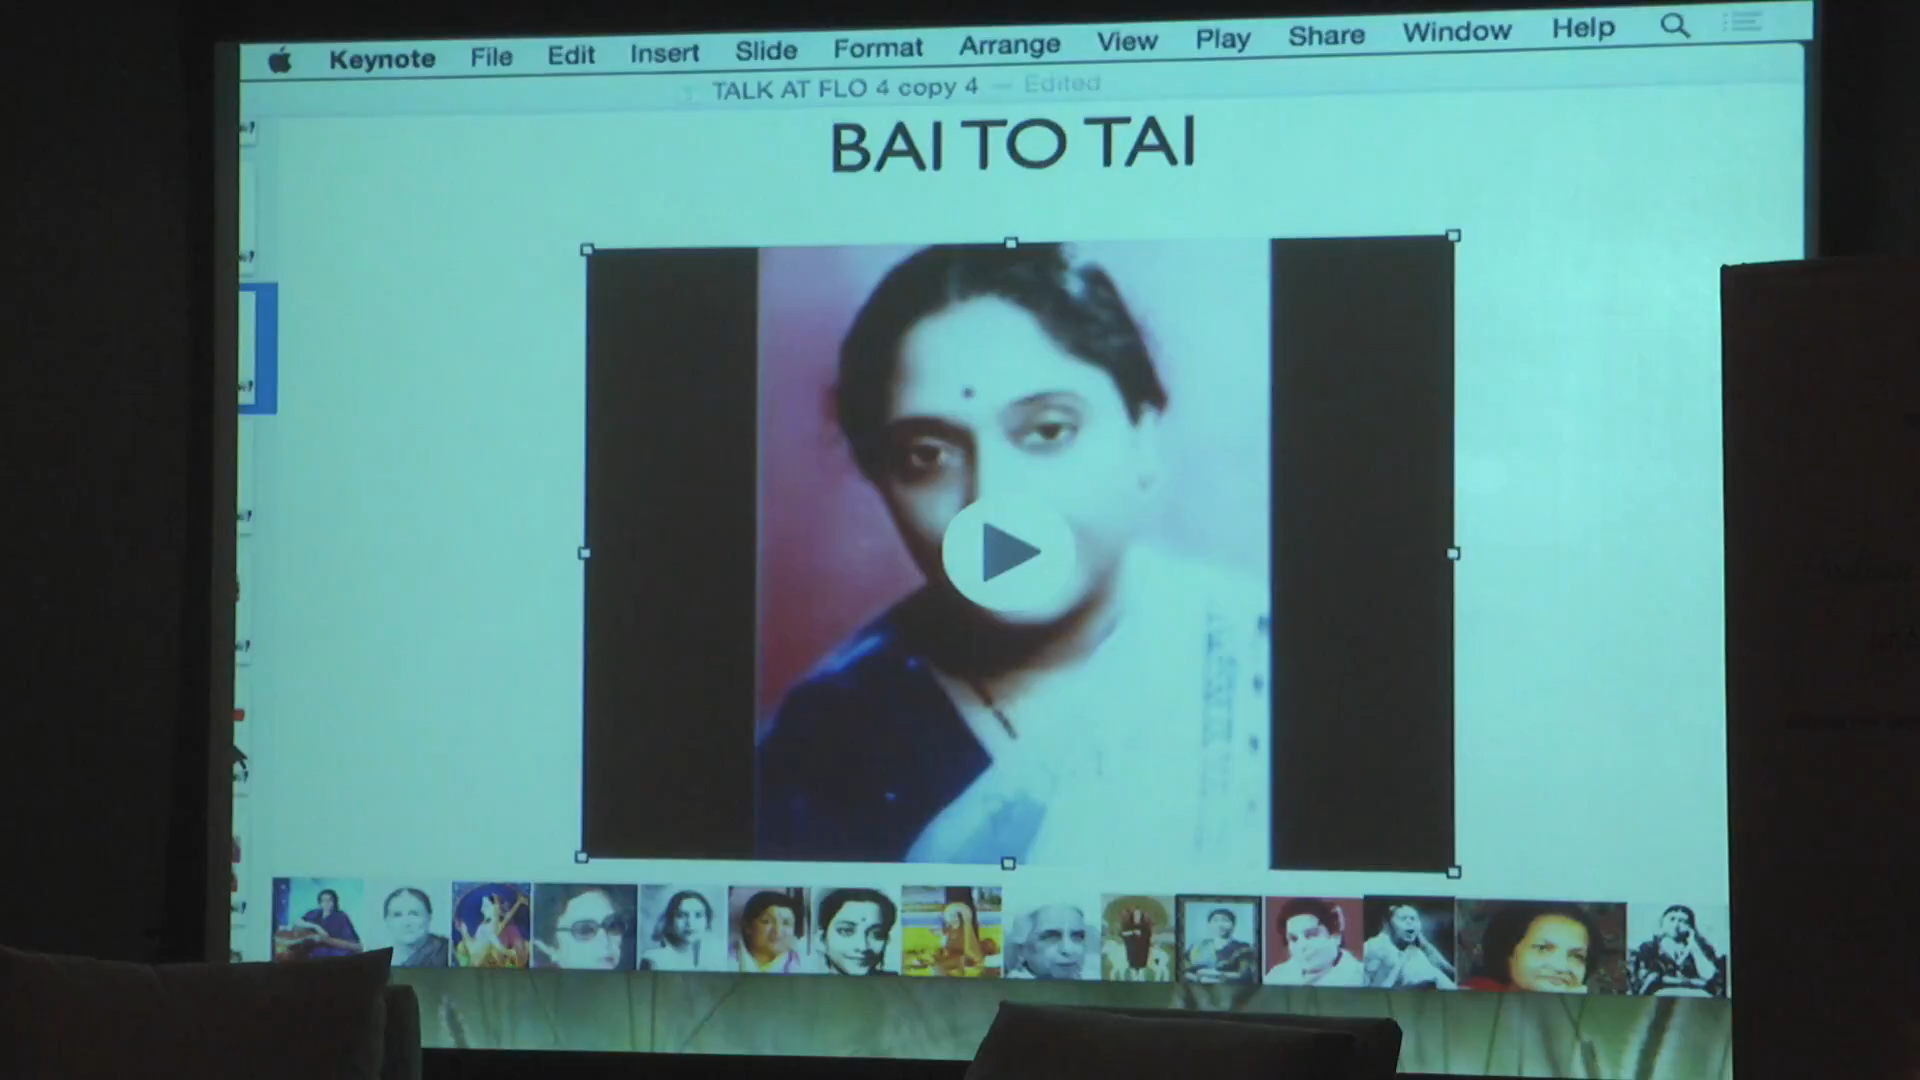 Keynote File Edit Insert Slide Format Arrange View Play Share Window Help
TALK AT FLO 4 copy 4 — Edited
BAI TO TAI